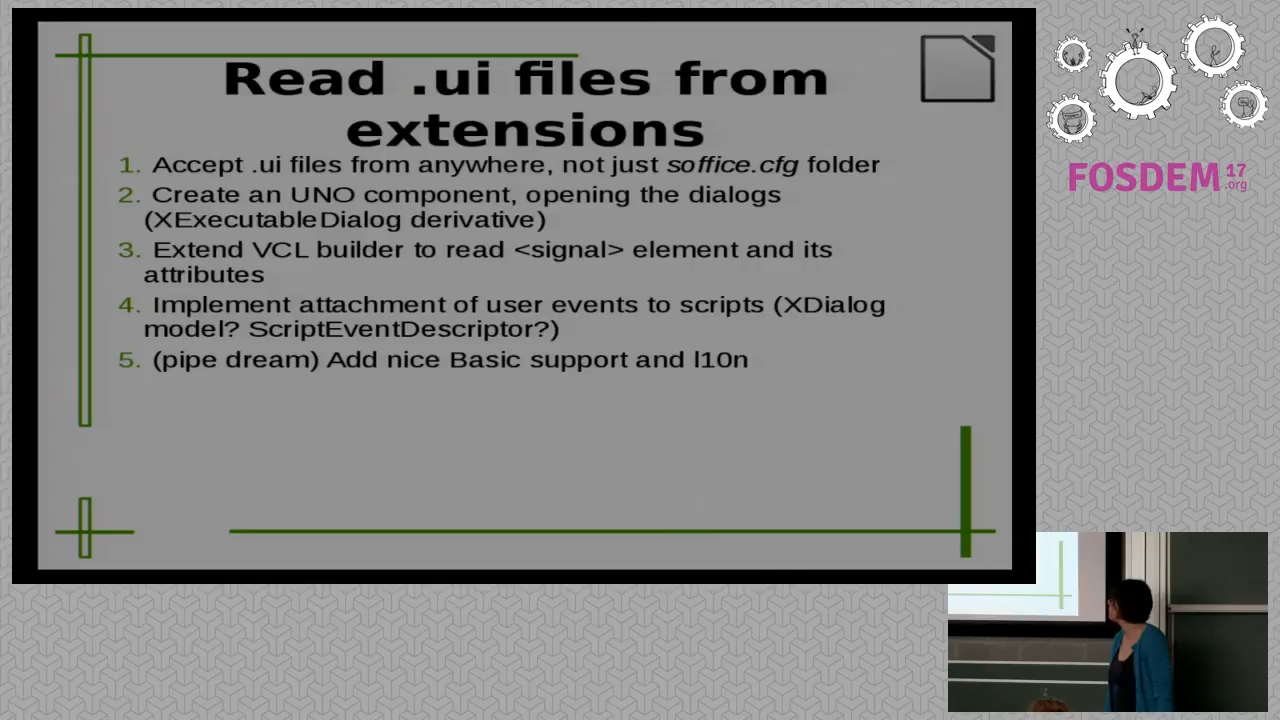 Read .ui files from
extensions
1. Accept .ui files from anywhere, not just soffice.cfg folder
2. Create an UNO component, opening the dialogs
(XExecutableDialog derivative)
3. Extend VCL builder to read <signal> element and its
attributes
4. Implement attachment of user events to scripts (XDialog
model? ScriptEventDescriptor?)
5. (pipe dream) Add nice Basic support and l10n
FOSDEM 17
.org